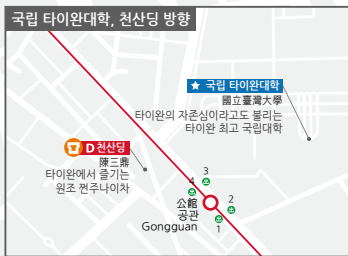 국립 타이완대학, 천산딩 방향
★ 국립 타이완대학
國立臺灣大學
타이완의 자존심이라고도 불리는
타이완 최고 국립대학
D 천산딩
陳三鼎
타이완에서 즐기는
원조 쩐주나이차
3
4
2
公館
공관
Gongguan
1